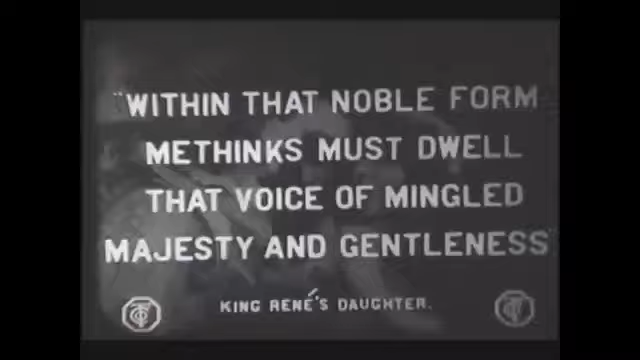 "WITHIN THAT NOBLE FORM
METHINKS MUST DWELL
THAT VOICE OF MINGLED
MAJESTY AND GENTLENESS"
KING RENÉ'S DAUGHTER.